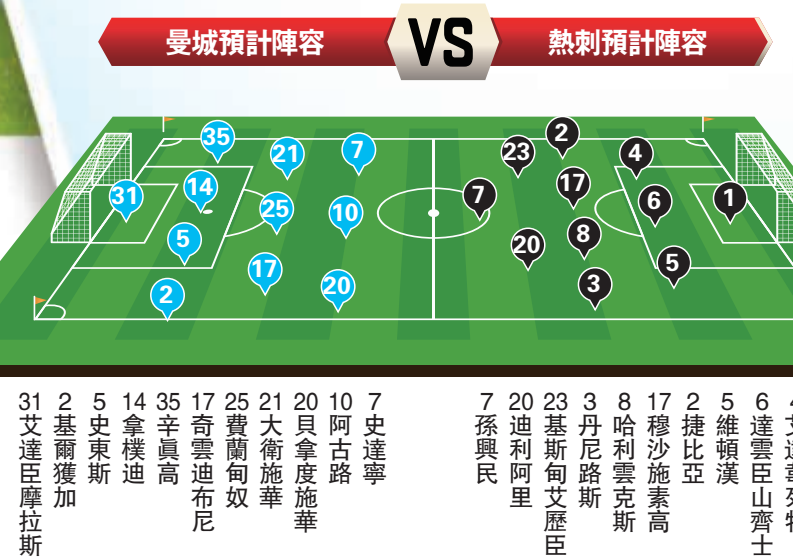 曼城預計陣容
VS
熱刺預計陣容
35
21
7
2
23
4
31
14
25
10
7
17
6
1
5
8
20
5
2
17
20
3
31 艾達臣摩拉斯
2 基爾獲加
5 史東斯
14 拿樸迪
35 辛真高
17 奇雲迪布尼
25 費蘭甸奴
21 大衛施華
20 貝拿度施華
10 阿古路
7 史達寧
7 孫興民
20 迪利阿里
23 基斯甸艾歷臣
3 丹尼路斯
8 哈利雲克斯
17 穆沙施素高
2 捷比亞
5 維頓漢
6 達雲臣山齊士